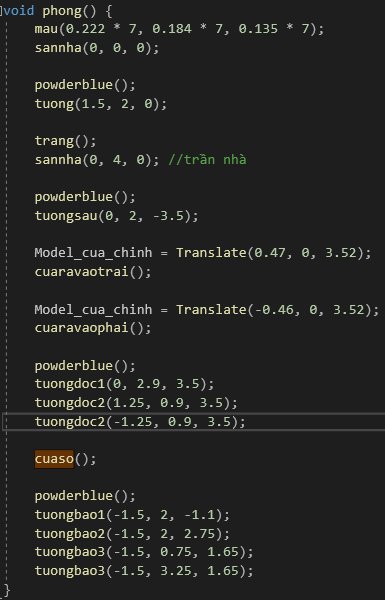 void phong() {
mau(0.222 * 7, 0.184 * 7, 0.135 * 7);
sannha(0, 0, 0);
powderblue();
tuong(1.5, 2, 0);
trang();
sannha(0, 4, 0); //trần nhà
powderblue();
tuongsau(0, 2, -3.5);
Model_cua_chinh = Translate(0.47, 0, 3.52);
cuaravaotrai();
Model_cua_chinh = Translate(-0.46, 0, 3.52);
cuaravaophai();
powderblue();
tuongdoc1(0, 2.9, 3.5);
tuongdoc2(1.25, 0.9, 3.5);
tuongdoc2(-1.25, 0.9, 3.5);
cuaso();
powderblue();
tuongbao1(-1.5, 2, -1.1);
tuongbao2(-1.5, 2, 2.75);
tuongbao3(-1.5, 0.75, 1.65);
tuongbao3(-1.5, 3.25, 1.65);
}